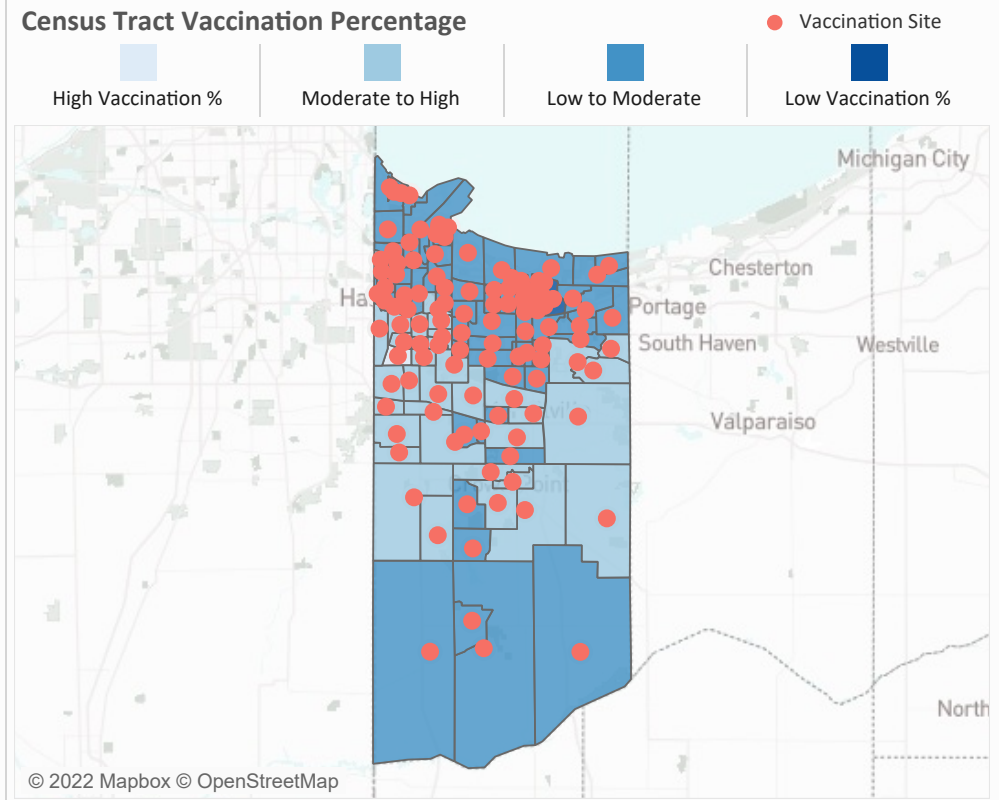 Census Tract Vaccination Percentage
Vaccination Site
High Vaccination %
Moderate to High
Low to Moderate
Low Vaccination %
Michigan City
Chesterton
Portage
South Haven
Westville
Valparaiso
Point
North
© 2022 Mapbox © OpenStreetMap